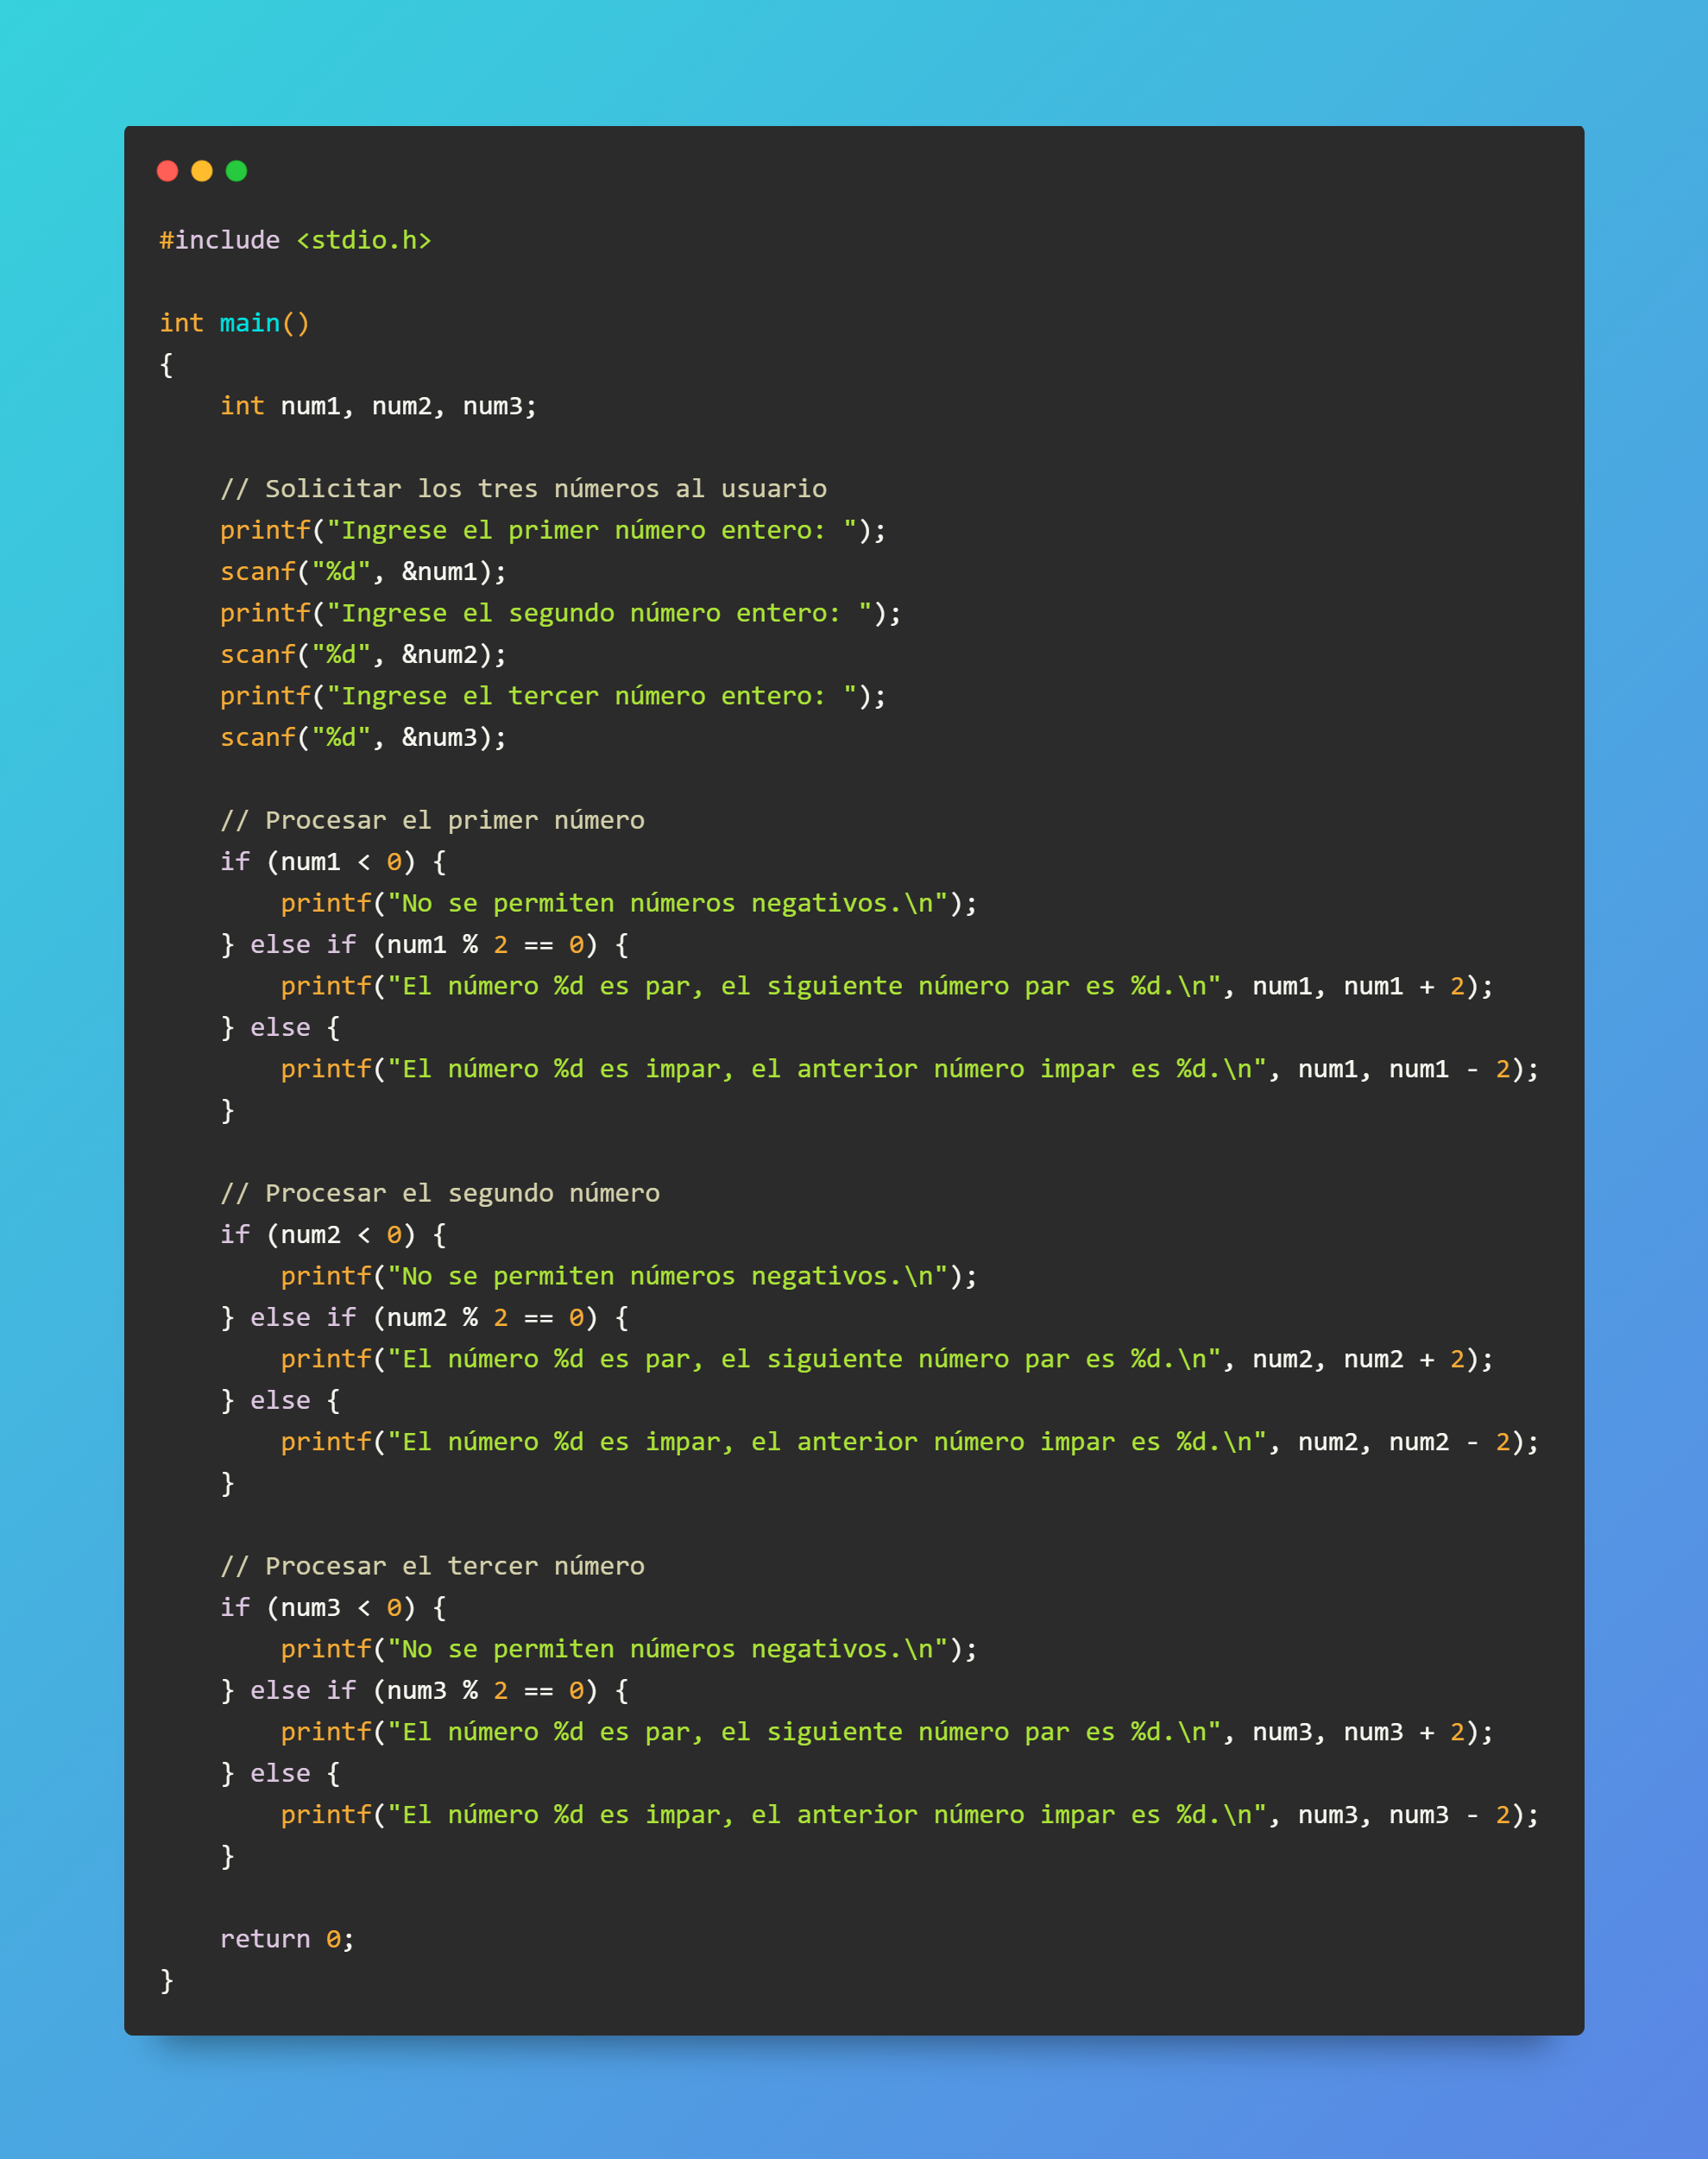 #include <stdio.h>

int main()
{
    int num1, num2, num3;

    // Solicitar los tres números al usuario
    printf("Ingrese el primer número entero: ");
    scanf("%d", &num1);
    printf("Ingrese el segundo número entero: ");
    scanf("%d", &num2);
    printf("Ingrese el tercer número entero: ");
    scanf("%d", &num3);

    // Procesar el primer número
    if (num1 < 0) {
        printf("No se permiten números negativos.\n");
    } else if (num1 % 2 == 0) {
        printf("El número %d es par, el siguiente número par es %d.\n", num1, num1 + 2);
    } else {
        printf("El número %d es impar, el anterior número impar es %d.\n", num1, num1 - 2);
    }

    // Procesar el segundo número
    if (num2 < 0) {
        printf("No se permiten números negativos.\n");
    } else if (num2 % 2 == 0) {
        printf("El número %d es par, el siguiente número par es %d.\n", num2, num2 + 2);
    } else {
        printf("El número %d es impar, el anterior número impar es %d.\n", num2, num2 - 2);
    }

    // Procesar el tercer número
    if (num3 < 0) {
        printf("No se permiten números negativos.\n");
    } else if (num3 % 2 == 0) {
        printf("El número %d es par, el siguiente número par es %d.\n", num3, num3 + 2);
    } else {
        printf("El número %d es impar, el anterior número impar es %d.\n", num3, num3 - 2);
    }

    return 0;
}